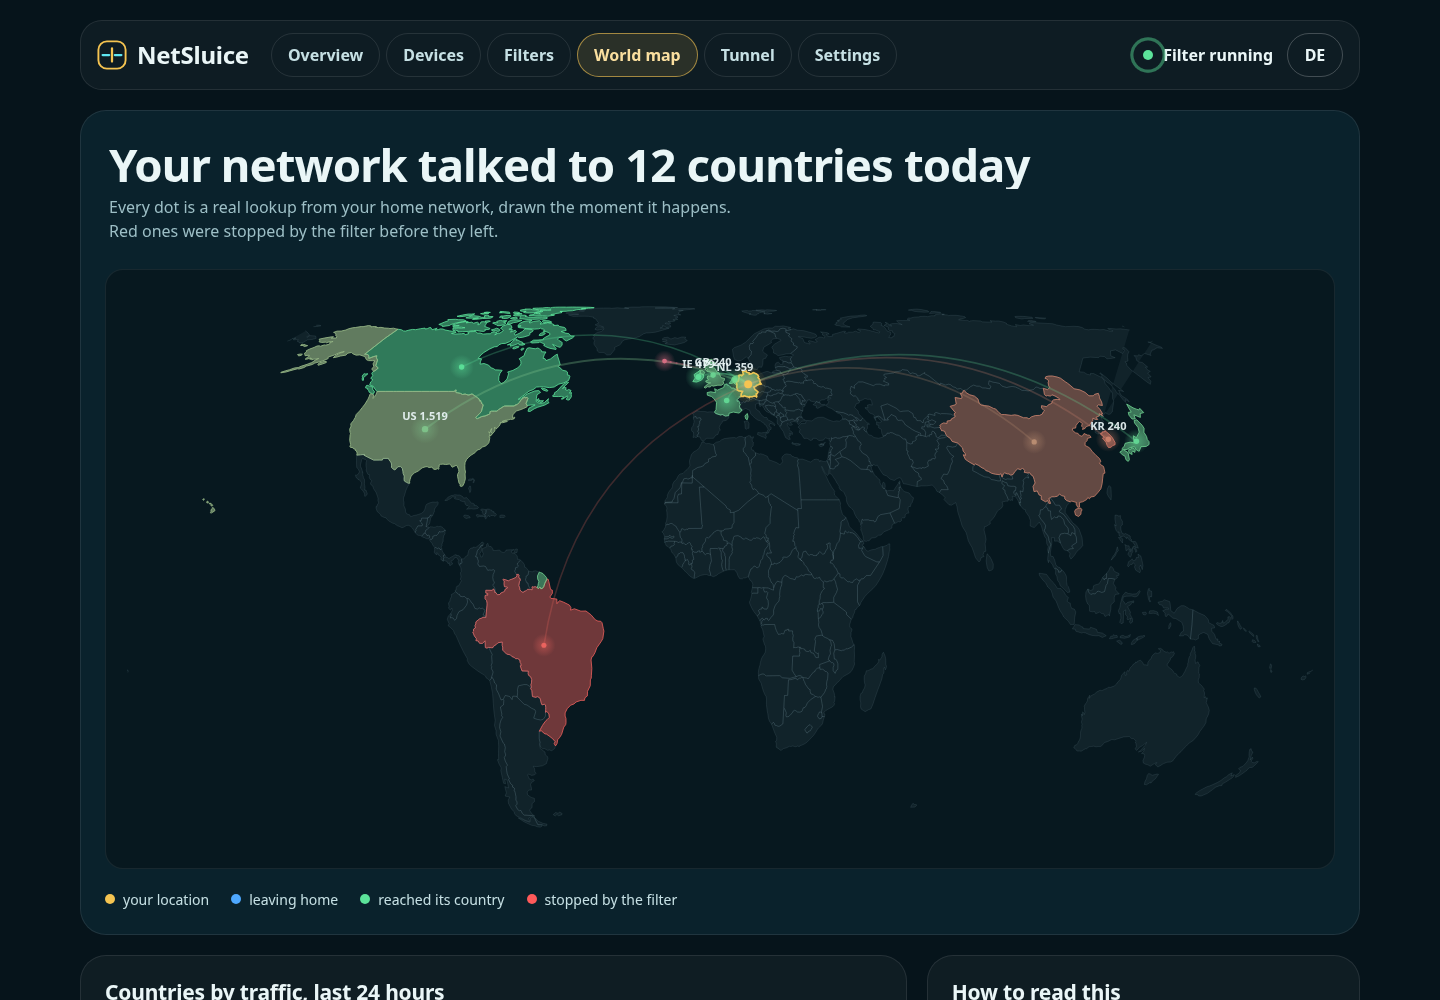 NetSluice
Overview
Devices
Filters
World map
Tunnel
Settings
Filter running
DE
Your network talked to 12 countries today
Every dot is a real lookup from your home network, drawn the moment it happens.
Red ones were stopped by the filter before they left.
240
IE
NL 359
US 1.519
KR 240
your location
leaving home
reached its country
stopped by the filter
Countries by traffic, last 24 hours
How to read this